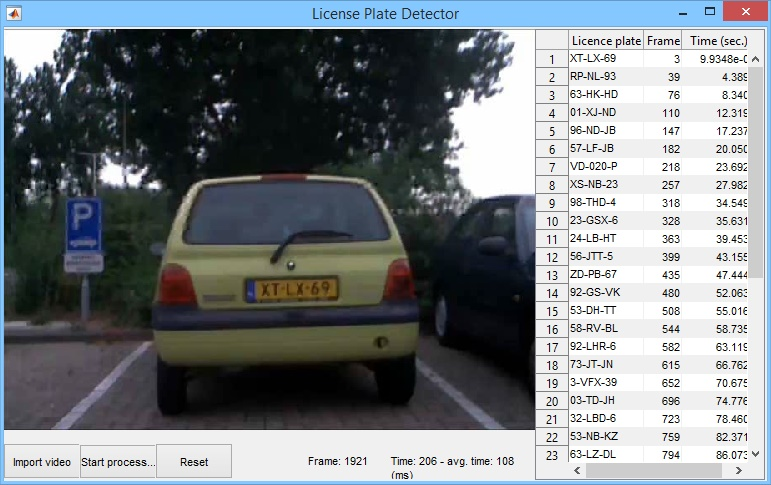 License Plate Detector
P
XT-LX-69
Import video Start process... Reset
Frame: 1921
Time: 206 - avg. time: 108
(ms)
Licence plate Frame Time (sec.)
1 XT-LX-69 3 9.9348e-0
2 RP-NL-93 39 4.389
3 63-HK-HD 76 8.340
4 01-XJ-ND 110 12.319
5 96-ND-JB 147 17.237
6 57-LF-JB 182 20.050
7 VD-020-P 218 23.692
8 XS-NB-23 257 27.982
9 98-THD-4 318 34.549
10 23-GSX-6 328 35.631
11 24-LB-HT 363 39.453
12 56-JTT-5 399 43.155
13 ZD-PB-67 435 47.444
14 92-GS-VK 480 52.063
15 53-DH-TT 508 55.016
16 58-RV-BL 544 58.735
17 92-LHR-6 582 63.119
18 73-JT-JN 615 66.762
19 3-VFX-39 652 70.675
20 03-TD-JH 696 74.776
21 32-LBD-6 723 78.460
22 53-NB-KZ 759 82.371
23 63-LZ-DL 794 86.073